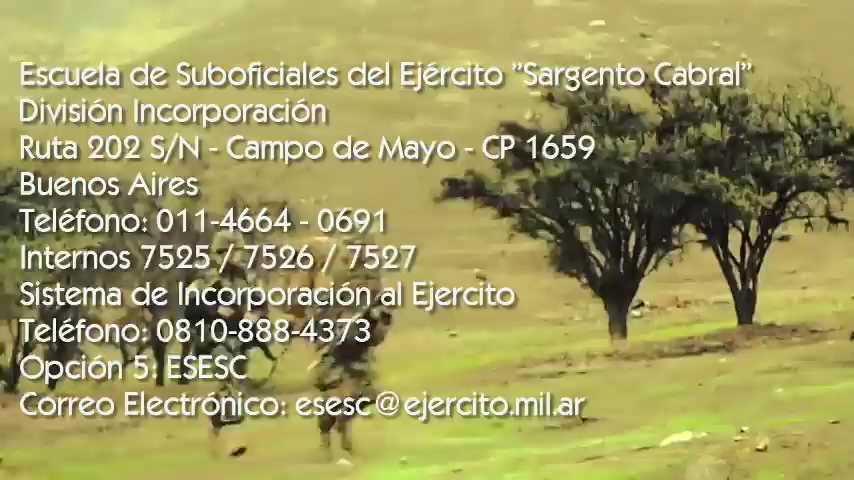 Escuela de Suboficiales del Ejército "Sargento Cabral"
División Incorporación
Ruta 202 S/N - Campo de Mayo - CP 1659
Buenos Aires
Teléfono: 011-4664 - 0691
Internos 7525 / 7526 / 7527
Sistema de Incorporación al Ejercito
Teléfono: 0810-888-4373
Opción 5: ESESC
Correo Electrónico: esesc@ejercito.mil.ar